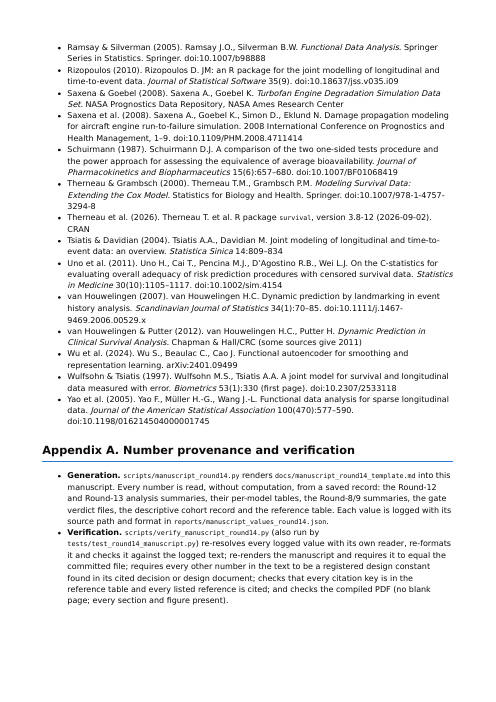 • Ramsay & Silverman (2005). Ramsay J.O., Silverman B.W. Functional Data Analysis. Springer
Series in Statistics. Springer. doi:10.1007/b98888
• Rizopoulos (2010). Rizopoulos D. JM: an R package for the joint modelling of longitudinal and
time-to-event data. Journal of Statistical Software 35(9). doi:10.18637/jss.v035.i09
• Saxena & Goebel (2008). Saxena A., Goebel K. Turbofan Engine Degradation Simulation Data
Set. NASA Prognostics Data Repository, NASA Ames Research Center
• Saxena et al. (2008). Saxena A., Goebel K., Simon D., Eklund N. Damage propagation modeling
for aircraft engine run-to-failure simulation. 2008 International Conference on Prognostics and
Health Management, 1–9. doi:10.1109/PHM.2008.4711414
• Schuirmann (1987). Schuirmann D.J. A comparison of the two one-sided tests procedure and
the power approach for assessing the equivalence of average bioavailability. Journal of
Pharmacokinetics and Biopharmaceutics 15(6):657–680. doi:10.1007/BF01068419
• Therneau & Grambsch (2000). Therneau T.M., Grambsch P.M. Modeling Survival Data:
Extending the Cox Model. Statistics for Biology and Health. Springer. doi:10.1007/978-1-4757-
3294-8
• Therneau et al. (2026). Therneau T. et al. R package survival, version 3.8-12 (2026-09-02).
CRAN
• Tsiatis & Davidian (2004). Tsiatis A.A., Davidian M. Joint modeling of longitudinal and time-to-
event data: an overview. Statistica Sinica 14:809–834
• Uno et al. (2011). Uno H., Cai T., Pencina M.J., D'Agostino R.B., Wei L.J. On the C-statistics for
evaluating overall adequacy of risk prediction procedures with censored survival data. Statistics
in Medicine 30(10):1105–1117. doi:10.1002/sim.4154
• van Houwelingen (2007). van Houwelingen H.C. Dynamic prediction by landmarking in event
history analysis. Scandinavian Journal of Statistics 34(1):70–85. doi:10.1111/j.1467-
9469.2006.00529.x
• van Houwelingen & Putter (2012). van Houwelingen H.C., Putter H. Dynamic Prediction in
Clinical Survival Analysis. Chapman & Hall/CRC (some sources give 2011)
• Wu et al. (2024). Wu S., Beaulac C., Cao J. Functional autoencoder for smoothing and
representation learning. arXiv:2401.09499
• Wulfsohn & Tsiatis (1997). Wulfsohn M.S., Tsiatis A.A. A joint model for survival and longitudinal
data measured with error. Biometrics 53(1):330 (first page). doi:10.2307/2533118
• Yao et al. (2005). Yao F., Müller H.-G., Wang J.-L. Functional data analysis for sparse longitudinal
data. Journal of the American Statistical Association 100(470):577–590.
doi:10.1198/016214504000001745
Appendix A. Number provenance and verification
• Generation. scripts/manuscript_round14.py renders docs/manuscript_round14_template.md into this
manuscript. Every number is read, without computation, from a saved record: the Round-12
and Round-13 analysis summaries, their per-model tables, the Round-8/9 summaries, the gate
verdict files, the descriptive cohort record and the reference table. Each value is logged with its
source path and format in reports/manuscript_values_round14.json.
• Verification. scripts/verify_manuscript_round14.py (also run by
tests/test_round14_manuscript.py) re-resolves every logged value with its own reader, re-formats
it and checks it against the logged text; re-renders the manuscript and requires it to equal the
committed file; requires every other number in the text to be a registered design constant
found in its cited decision or design document; checks that every citation key is in the
reference table and every listed reference is cited; and checks the compiled PDF (no blank
page; every section and figure present).